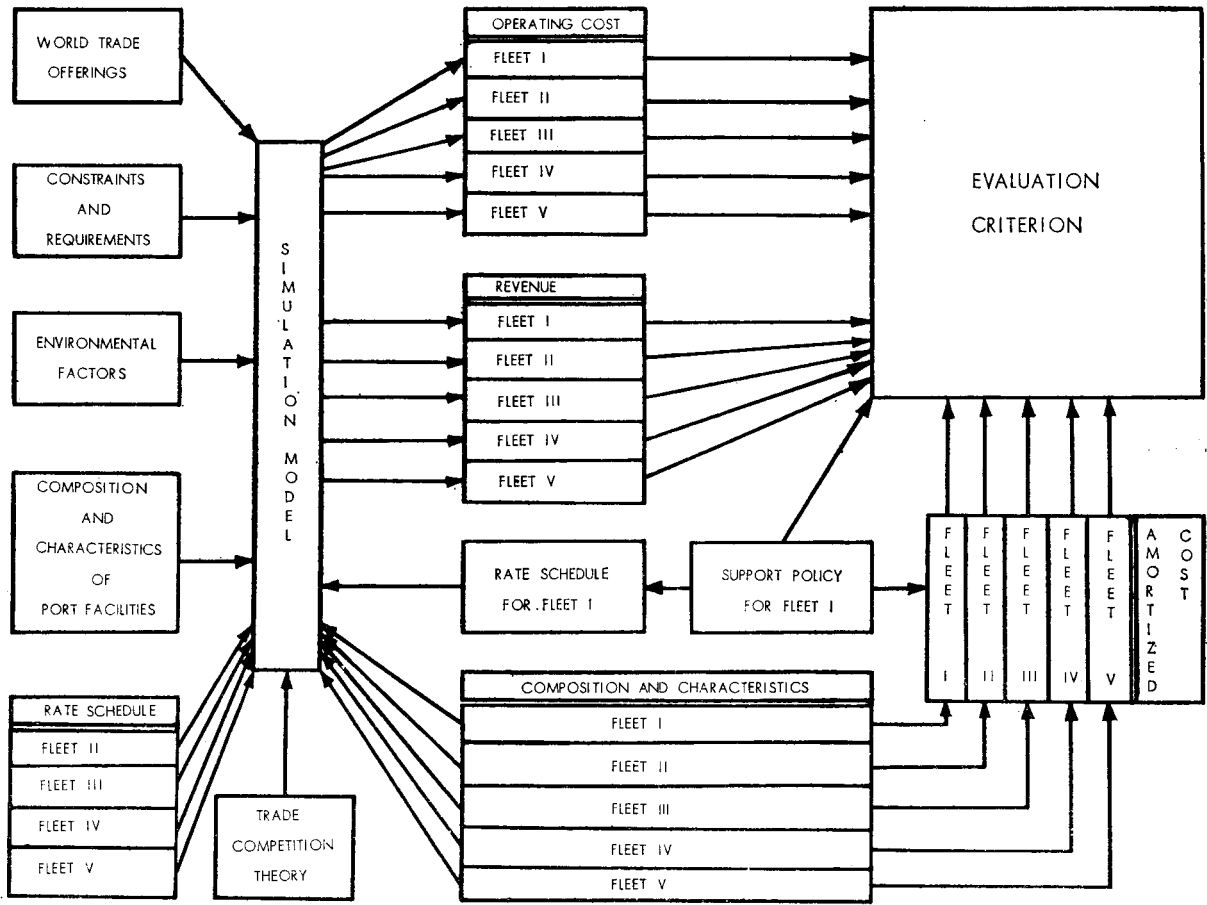 WORLD TRADE
OFFERINGS
CONSTRAINTS
AND
REQUIREMENTS
ENVIRONMENTAL
FACTORS
COMPOSITION
AND
CHARACTERISTICS
OF
PORT FACILITIES
RATE SCHEDULE
FLEET II
FLEET III
FLEET IV
FLEET V
SIMULATION MODEL
TRADE
COMPETITION
THEORY
OPERATING COST
FLEET I
FLEET II
FLEET III
FLEET IV
FLEET V
REVENUE
FLEET I
FLEET II
FLEET III
FLEET IV
FLEET V
RATE SCHEDULE
FOR FLEET I
SUPPORT POLICY
FOR FLEET I
COMPOSITION AND CHARACTERISTICS
FLEET I
FLEET II
FLEET III
FLEET IV
FLEET V
EVALUATION
CRITERION
FLEET I
FLEET II
FLEET III
FLEET IV
FLEET V
AMORTIZED
COST